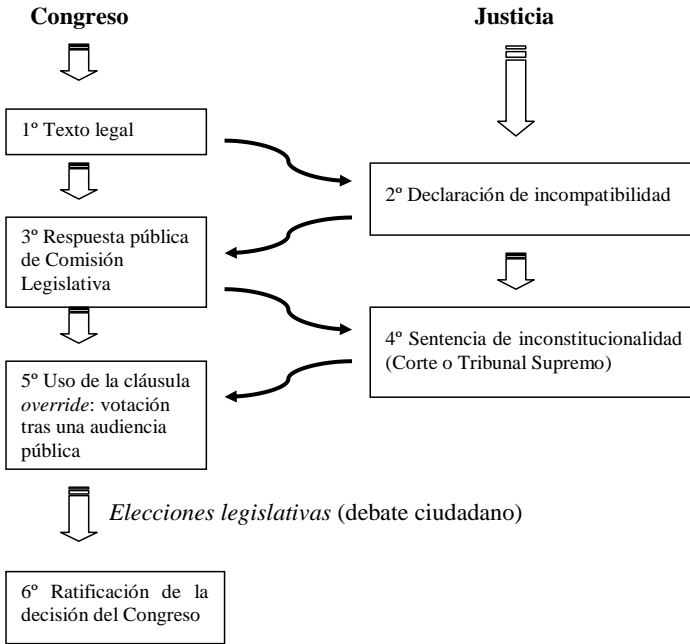 Congreso
Justicia
1º Texto legal
2º Declaración de incompatibilidad
3º Respuesta pública
de Comisión
Legislativa
4º Sentencia de inconstitucionalidad
(Corte o Tribunal Supremo)
5º Uso de la cláusula
override: votación
tras una audiencia
pública
Elecciones legislativas (debate ciudadano)
6º Ratificación de la
decisión del Congreso